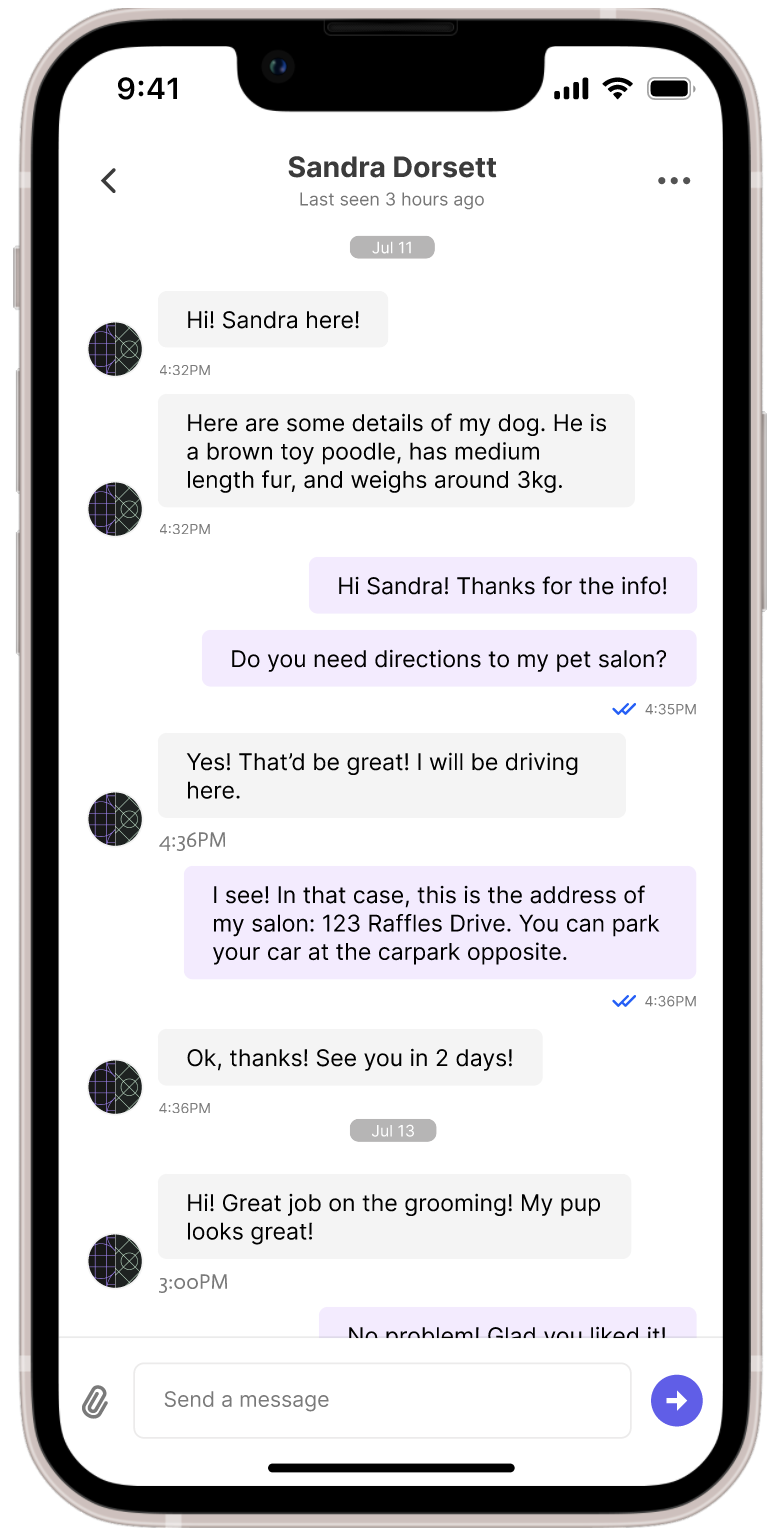 9:41
Sandra Dorsett
Last seen 3 hours ago
Jul 11
Hi! Sandra here!
4:32PM
Here are some details of my dog. He is
a brown toy poodle, has medium
length fur, and weighs around 3kg.
4:32PM
Hi Sandra! Thanks for the info!
Do you need directions to my pet salon?
4:35PM
Yes! That’d be great! I will be driving
here.
4:36PM
I see! In that case, this is the address of
my salon: 123 Raffles Drive. You can park
your car at the carpark opposite.
4:36PM
Ok, thanks! See you in 2 days!
4:36PM
Jul 13
Hi! Great job on the grooming! My pup
looks great!
3:00PM
No problem! Glad you liked it!
Send a message